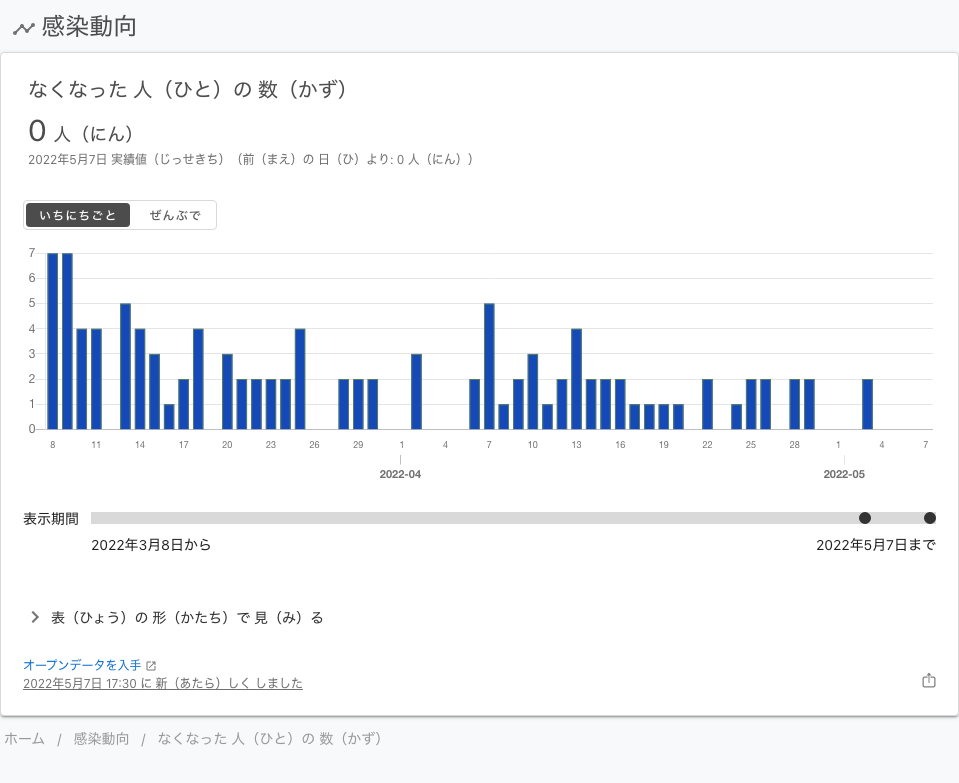 感染動向
なくなった 人（ひと）の 数（かず）
0 人（にん）
2022年5月7日 実績値（じっせきち）（前（まえ）の 日（ひ）より: 0 人（にん））
いちにちごと ぜんぶで
7
6
5
4
3
2
1
0
8 11 14 17 20 23 26 29 1 4 7 10 13 16 19 22 25 28 1 4 7
2022-04 2022-05
表示期間
2022年3月8日から 2022年5月7日まで
表（ひょう）の 形（かたち）で 見（み）る
オープンデータを入手
2022年5月7日 17:30 に 新（あたら）しく しました
ホーム / 感染動向 / なくなった 人（ひと）の 数（かず）